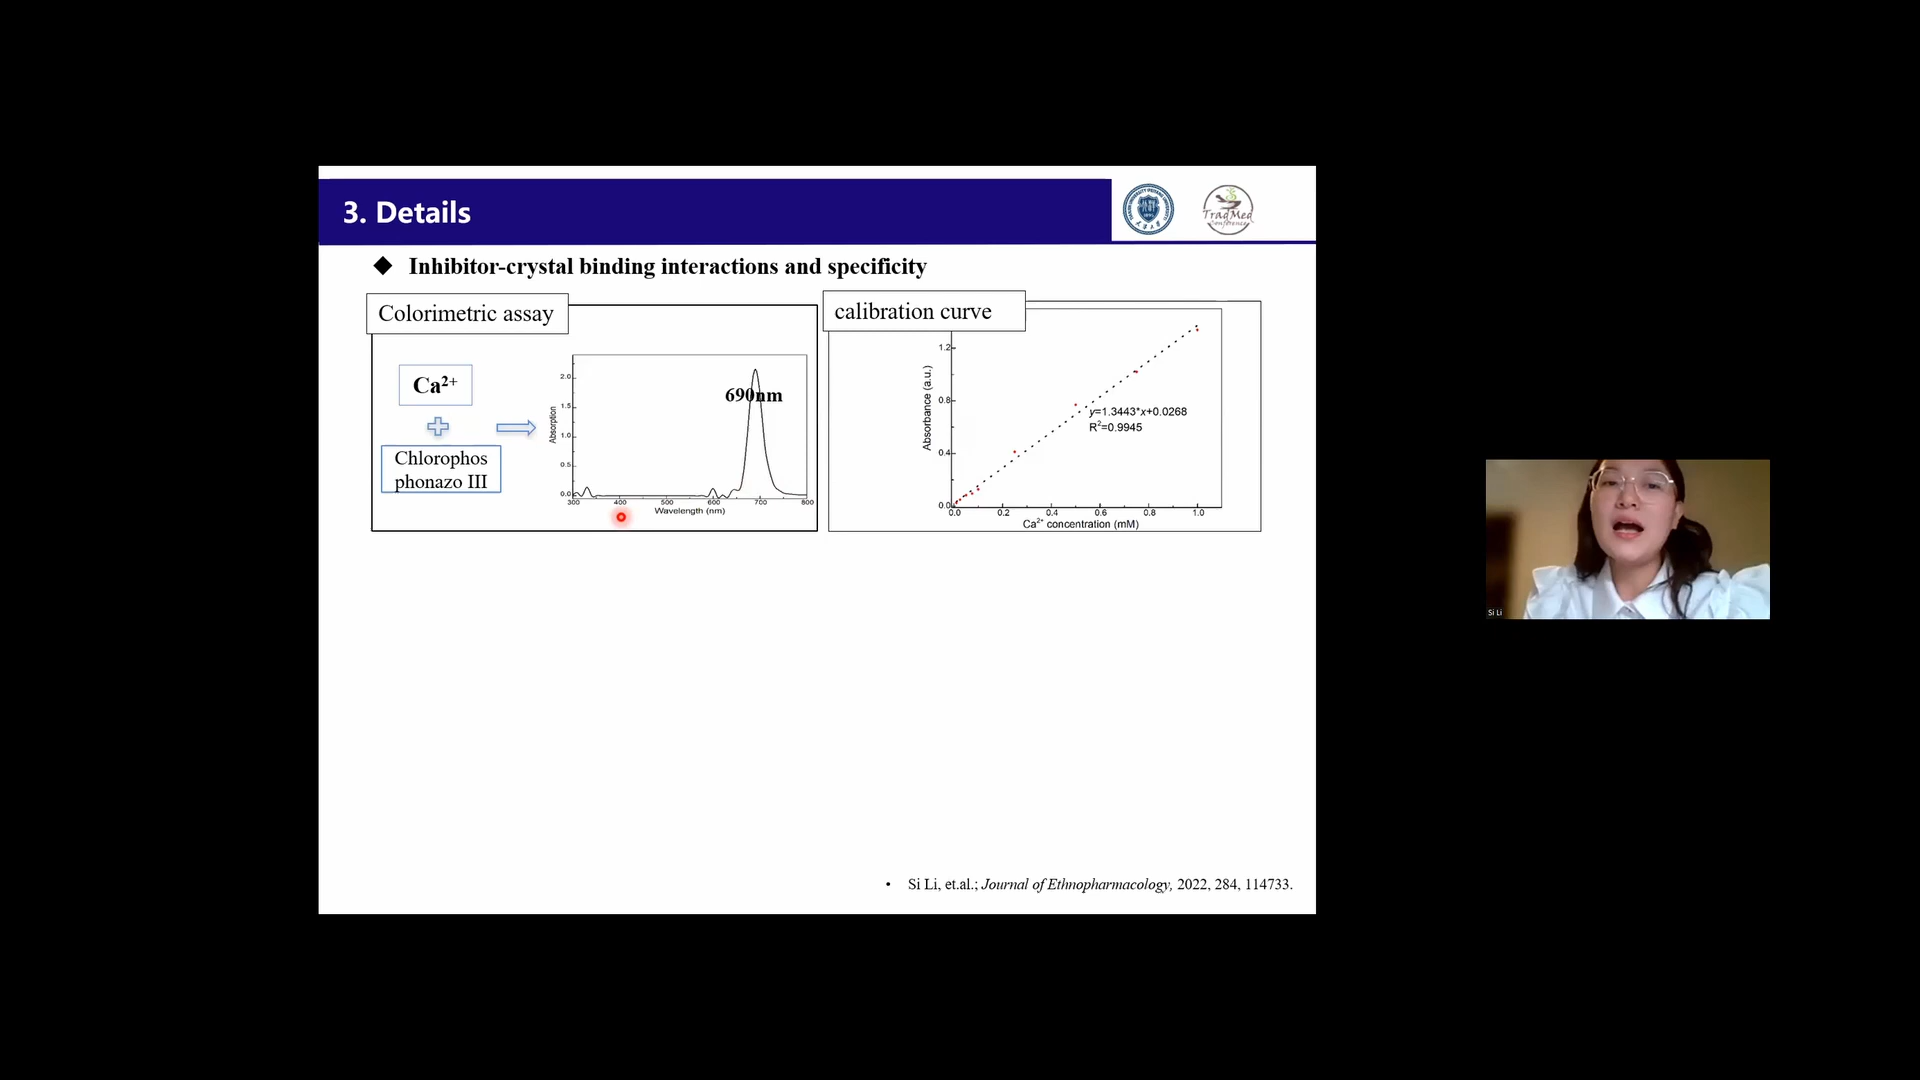 3. Details
TradMed
Conference
◆ Inhibitor-crystal binding interactions and specificity
Colorimetric assay
Ca²⁺
Chlorophos
phonazo III
690nm
Absorption
2.0
1.5
1.0
0.5
0.0
300 400 500 600 700 800
Wavelength (nm)
calibration curve
Absorbance (a.u.)
1.2
0.8
0.4
0.0
y=1.3443*x+0.0268
R²=0.9945
0.0 0.2 0.4 0.6 0.8 1.0
Ca²⁺ concentration (mM)
• Si Li, et.al.; Journal of Ethnopharmacology, 2022, 284, 114733.
Si Li